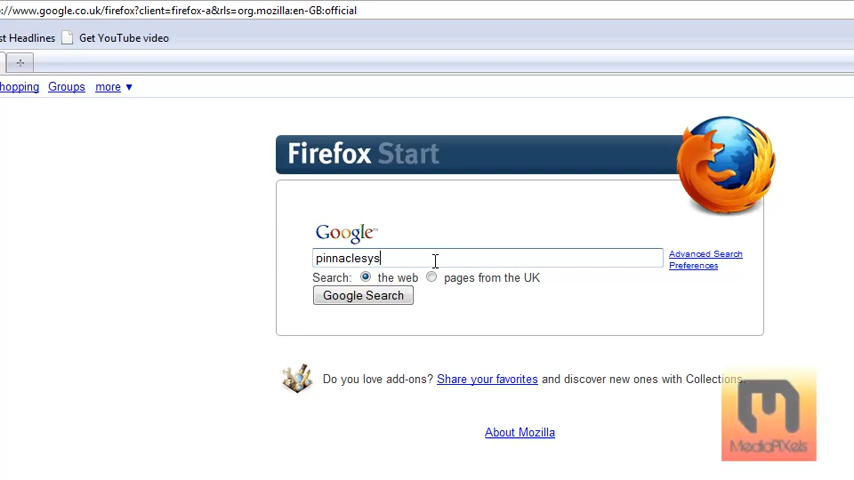 ://www.google.co.uk/firefox?client=firefox-a&rls=org.mozilla:en-GB:official
st Headlines Get YouTube video
hopping Groups more ▼
Firefox Start
Google™
pinnaclesys
Advanced Search
Preferences
Search: the web pages from the UK
Google Search
Do you love add-ons? Share your favorites and discover new ones with Collections.
About Mozilla
MediaPixels